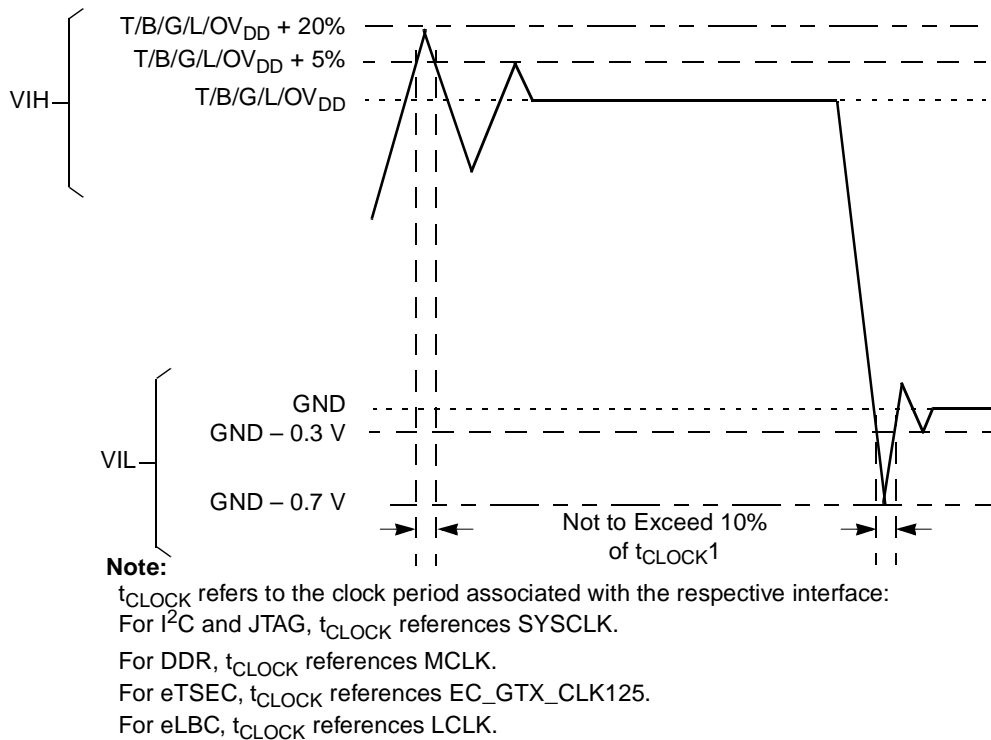 T/B/G/L/OVDD + 20%
T/B/G/L/OVDD + 5%
VIH
T/B/G/L/OVDD
GND
GND – 0.3 V
VIL
GND – 0.7 V
Not to Exceed 10%
of tCLOCK1
Note:
tCLOCK refers to the clock period associated with the respective interface:
For I2C and JTAG, tCLOCK references SYSCLK.
For DDR, tCLOCK references MCLK.
For eTSEC, tCLOCK references EC_GTX_CLK125.
For eLBC, tCLOCK references LCLK.